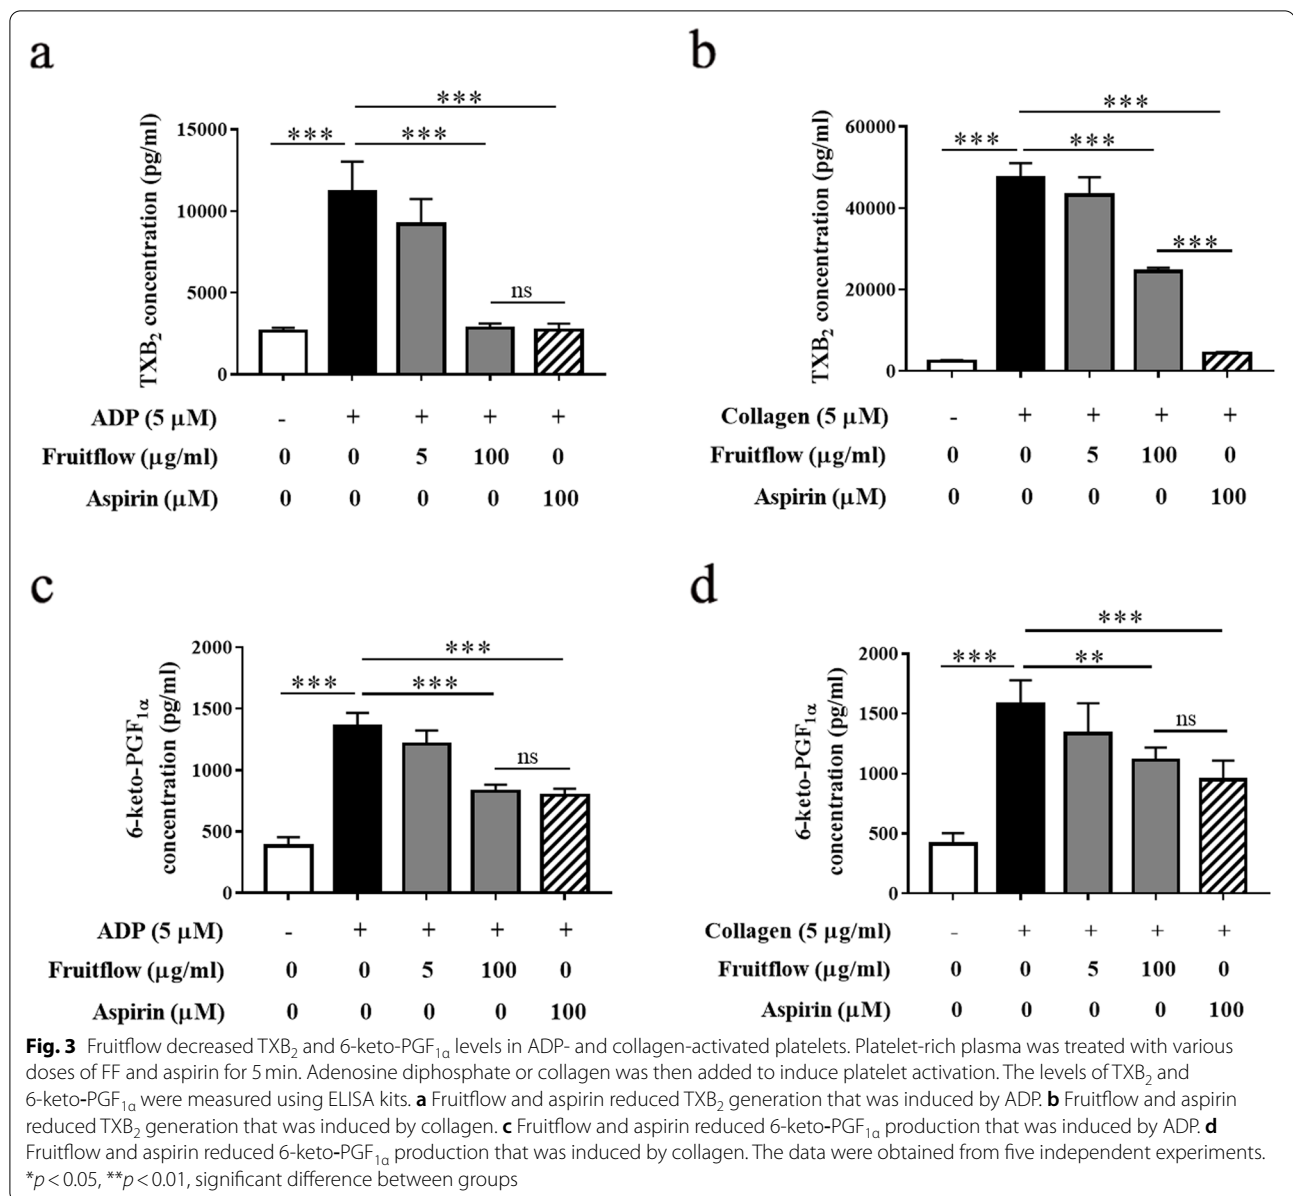 a
TXB₂ concentration (pg/ml)
15000
10000
5000
0
***
***
***
ns
ADP (5 μM) - + + + +
Fruitflow (μg/ml) 0 0 5 100 0
Aspirin (μM) 0 0 0 0 100
b
TXB₂ concentration (pg/ml)
60000
40000
20000
0
***
***
***
***
Collagen (5 μM) - + + + +
Fruitflow (μg/ml) 0 0 5 100 0
Aspirin (μM) 0 0 0 0 100
c
6-keto-PGF₁α
concentration (pg/ml)
2000
1500
1000
500
0
***
***
***
ns
ADP (5 μM) - + + + +
Fruitflow (μg/ml) 0 0 5 100 0
Aspirin (μM) 0 0 0 0 100
d
6-keto-PGF₁α
concentration (pg/ml)
2000
1500
1000
500
0
***
***
**
ns
Collagen (5 μg/ml) - + + + +
Fruitflow (μg/ml) 0 0 5 100 0
Aspirin (μM) 0 0 0 0 100
Fig. 3 Fruitflow decreased TXB₂ and 6-keto-PGF₁α levels in ADP- and collagen-activated platelets. Platelet-rich plasma was treated with various
doses of FF and aspirin for 5 min. Adenosine diphosphate or collagen was then added to induce platelet activation. The levels of TXB₂ and
6-keto-PGF₁α were measured using ELISA kits. a Fruitflow and aspirin reduced TXB₂ generation that was induced by ADP. b Fruitflow and aspirin
reduced TXB₂ generation that was induced by collagen. c Fruitflow and aspirin reduced 6-keto-PGF₁α production that was induced by ADP. d
Fruitflow and aspirin reduced 6-keto-PGF₁α production that was induced by collagen. The data were obtained from five independent experiments.
*p < 0.05, **p < 0.01, significant difference between groups